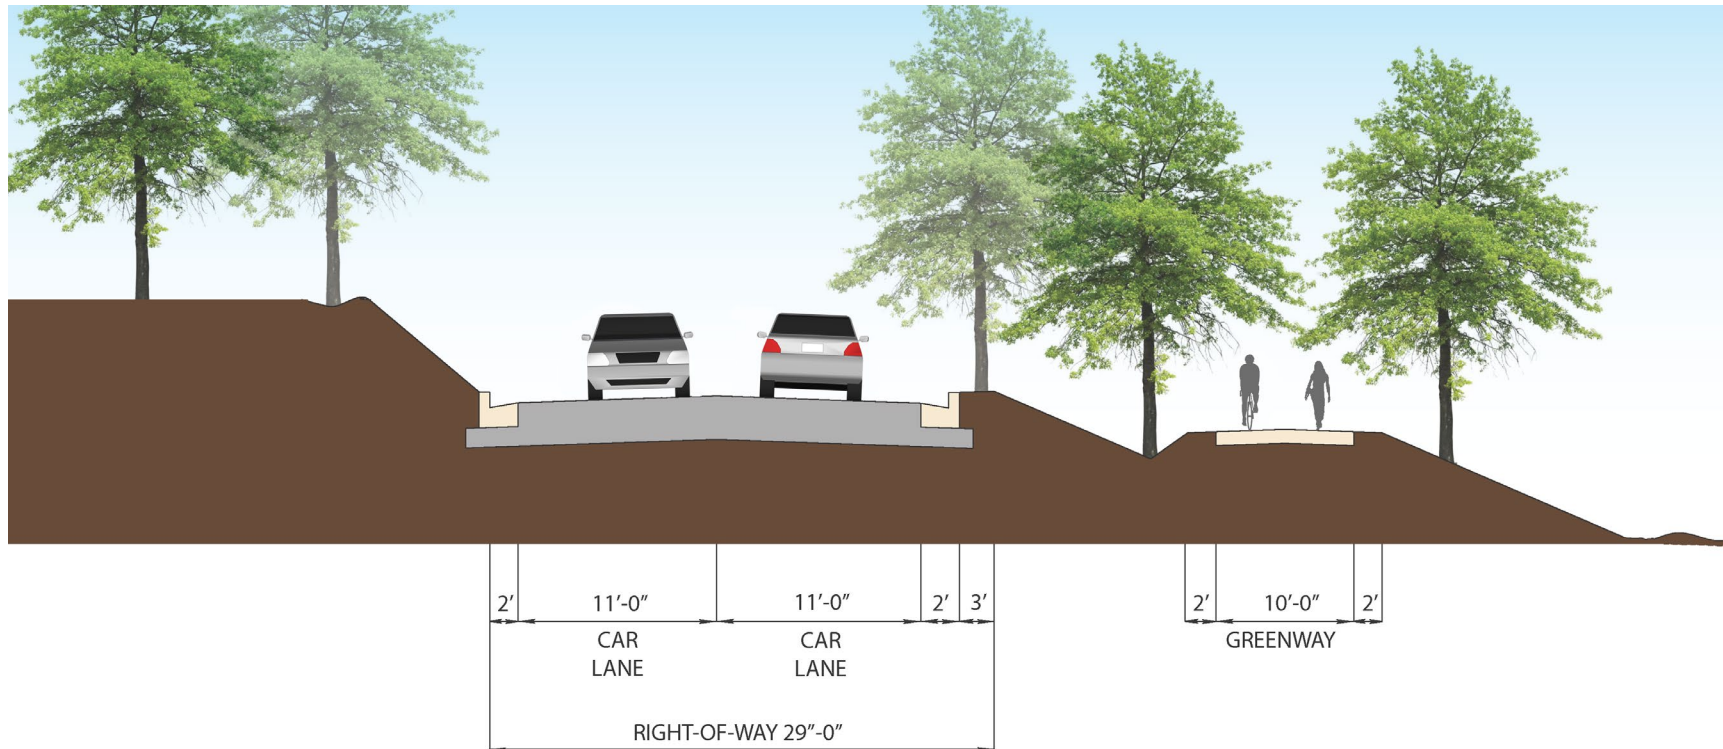 2’
11’-0”
11’-0”
2’
3’
2’
10’-0”
2’
CAR
LANE
CAR
LANE
GREENWAY
RIGHT-OF-WAY 29”-0”